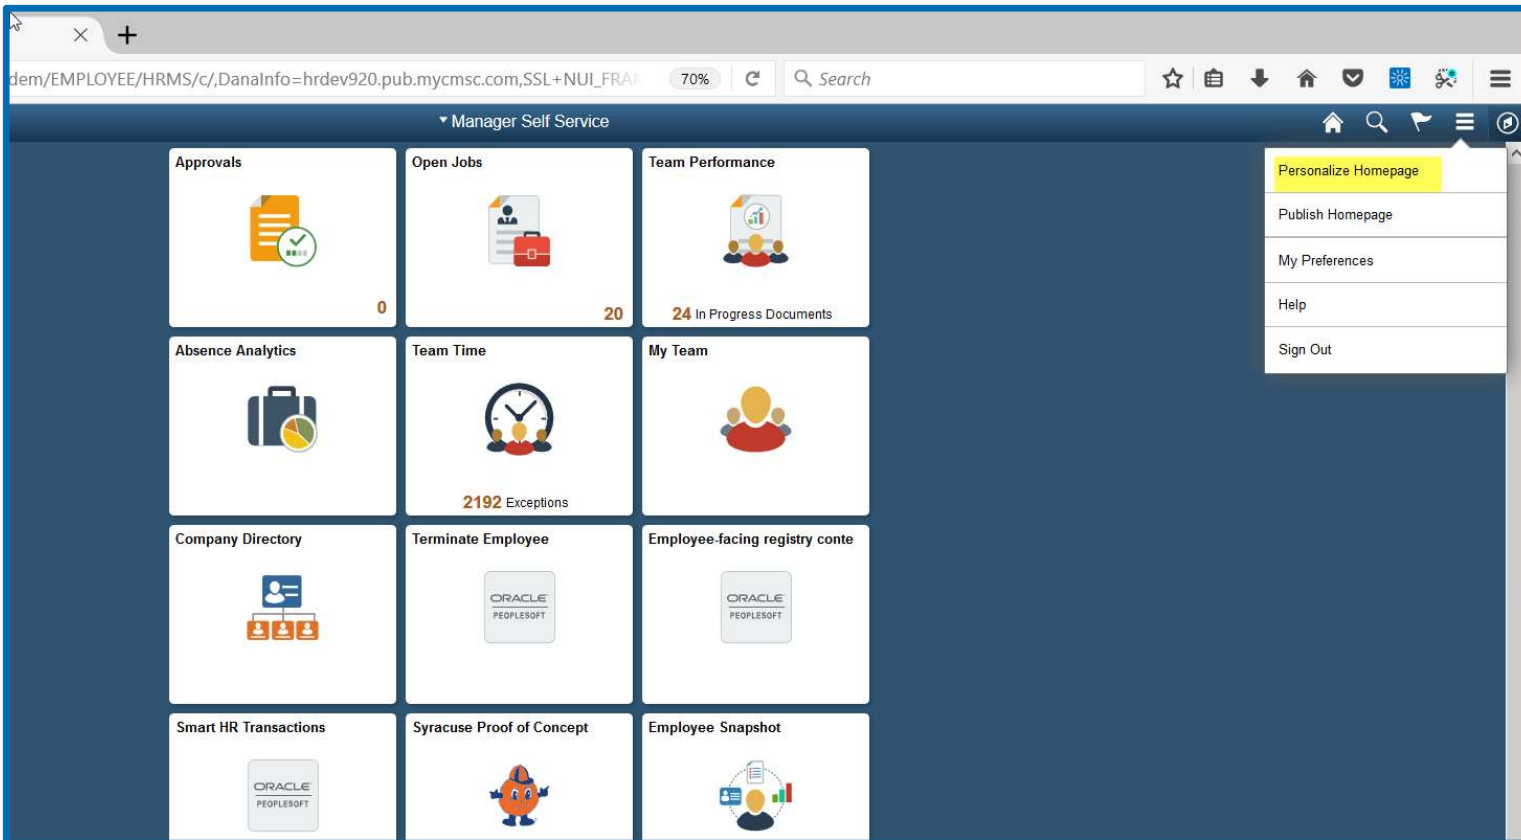 dem/EMPLOYEE/HRMS/c/,DanaInfo=hrdev920.pub.mycmsc.com,SSL+NUI_FRA
70%
Search
Manager Self Service
Approvals
0
Open Jobs
20
Team Performance
24 In Progress Documents
Personalize Homepage
Publish Homepage
My Preferences
Help
Sign Out
Absence Analytics
Team Time
2192 Exceptions
My Team
Company Directory
Terminate Employee
ORACLE
PEOPLESOFT
Employee-facing registry conte
ORACLE
PEOPLESOFT
Smart HR Transactions
ORACLE
PEOPLESOFT
Syracuse Proof of Concept
Employee Snapshot